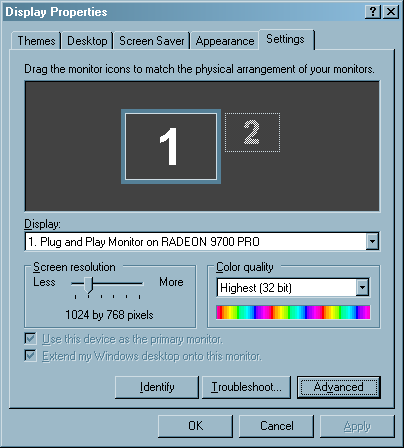 Display Properties
Themes Desktop Screen Saver Appearance Settings
Drag the monitor icons to match the physical arrangement of your monitors.
1 2
Display:
1. Plug and Play Monitor on RADEON 9700 PRO
Screen resolution Color quality
Less More Highest (32 bit)
1024 by 768 pixels
Use this device as the primary monitor.
Extend my Windows desktop onto this monitor.
Identify Troubleshoot... Advanced
OK Cancel Apply